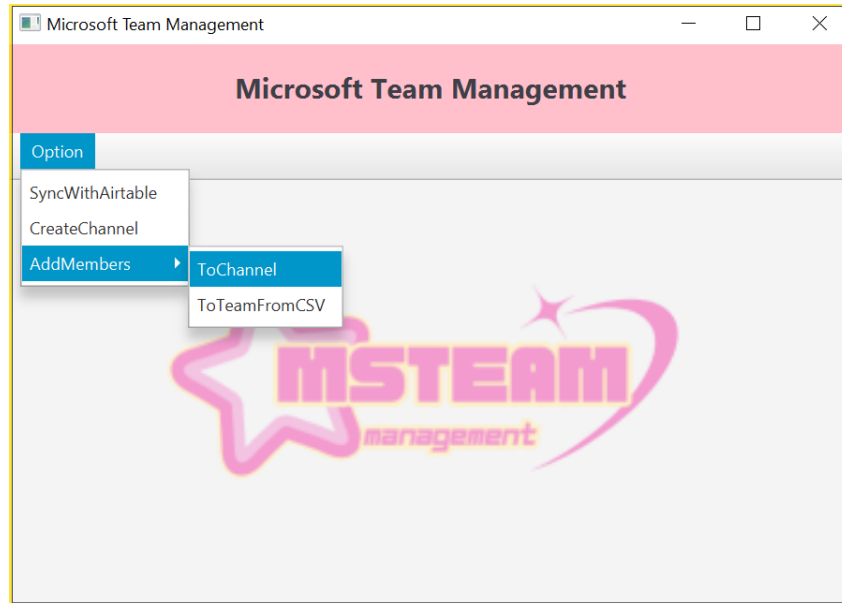 Microsoft Team Management
Microsoft Team Management
Option
SyncWithAirtable
CreateChannel
AddMembers
ToChannel
ToTeamFromCSV
MSTEAM
management